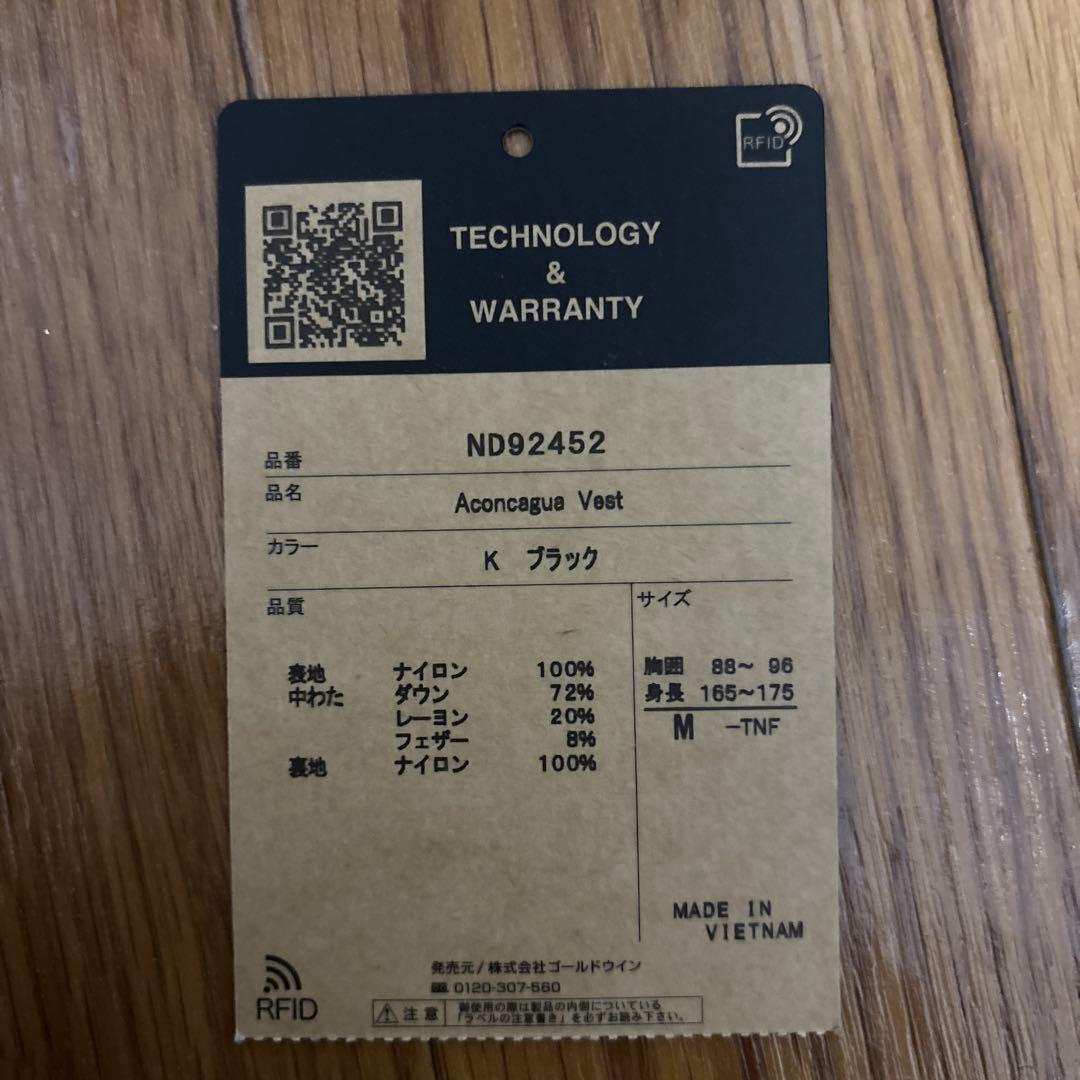 RFID
TECHNOLOGY
&
WARRANTY
品番 ND92452
品名 Aconcagua Vest
カラー K ブラック
品質
表地 ナイロン 100%
中わた ダウン 72%
レーヨン 20%
フェザー 8%
裏地 ナイロン 100%
サイズ
胸囲 88〜 96
身長 165〜175
M −TNF
MADE IN
VIETNAM
RFID
発売元/株式会社ゴールドウイン
0120-307-560
注意
御使用の際は製品の内側についている
「ラベルの注意書き」を必ずお読み下さい。